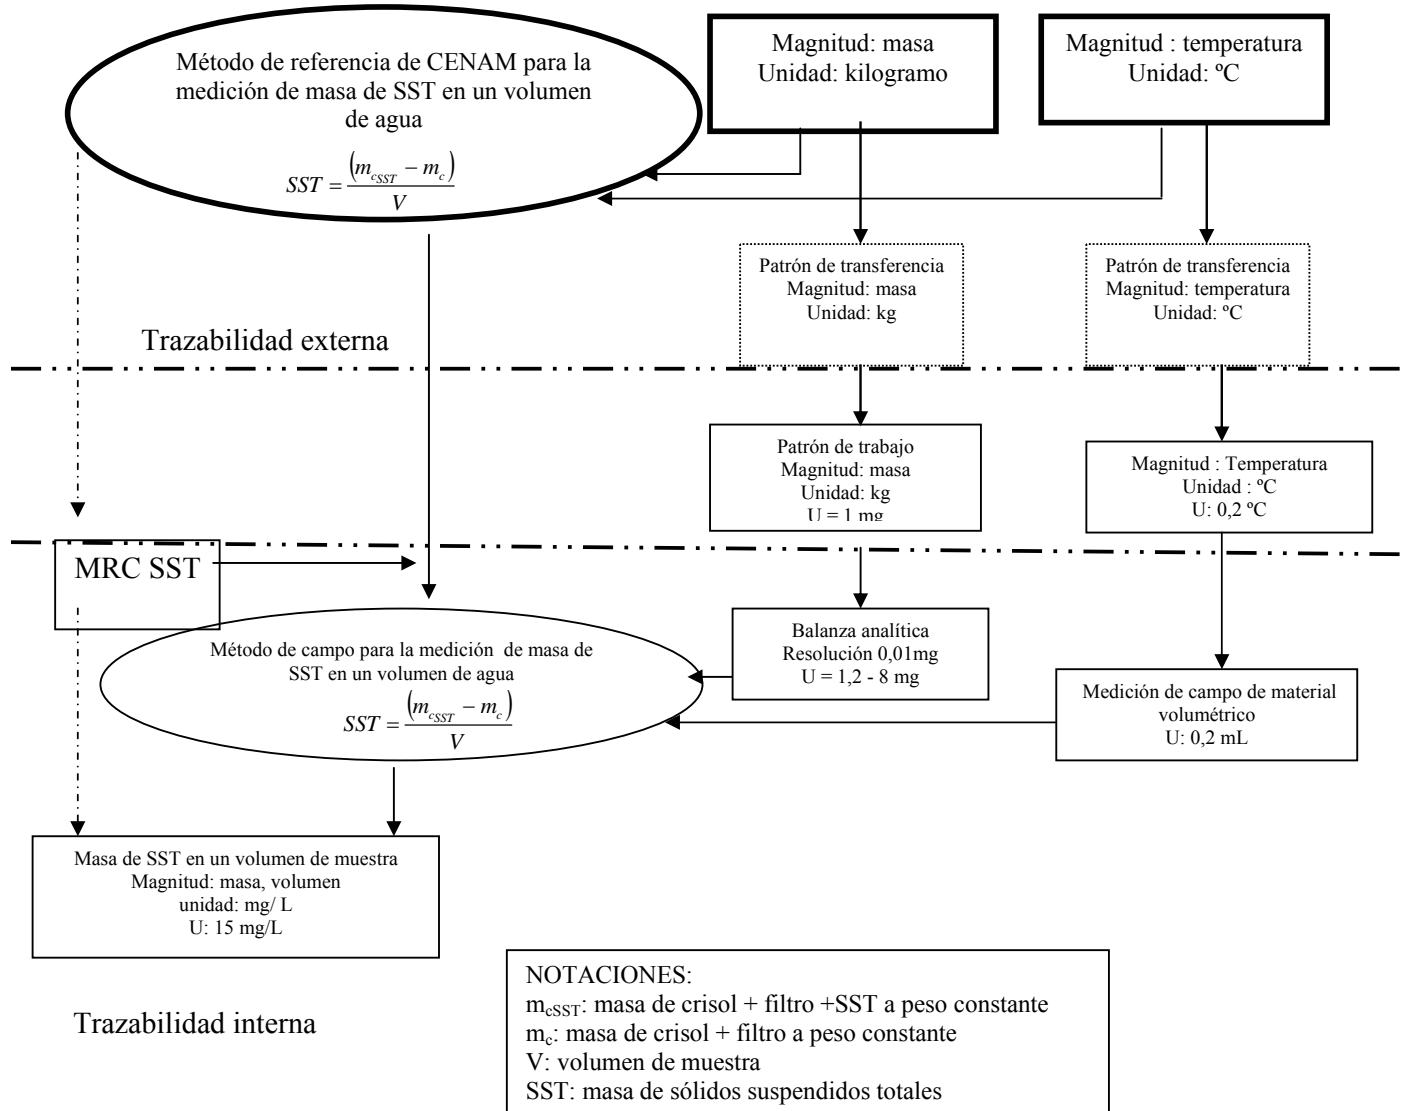 Método de referencia de CENAM para la
medición de masa de SST en un volumen
de agua
SST = (m_cSST − m_c) / V
Magnitud: masa
Unidad: kilogramo
Magnitud : temperatura
Unidad: ºC
Patrón de transferencia
Magnitud: masa
Unidad: kg
Patrón de transferencia
Magnitud: temperatura
Unidad: ºC
Trazabilidad externa
Patrón de trabajo
Magnitud: masa
Unidad: kg
U = 1 mg
Magnitud : Temperatura
Unidad : ºC
U: 0,2 ºC
MRC SST
Método de campo para la medición de masa de
SST en un volumen de agua
SST = (m_cSST − m_c) / V
Balanza analítica
Resolución 0,01mg
U = 1,2 - 8 mg
Medición de campo de material
volumétrico
U: 0,2 mL
Masa de SST en un volumen de muestra
Magnitud: masa, volumen
unidad: mg/ L
U: 15 mg/L
Trazabilidad interna
NOTACIONES:
m_cSST: masa de crisol + filtro +SST a peso constante
m_c: masa de crisol + filtro a peso constante
V: volumen de muestra
SST: masa de sólidos suspendidos totales